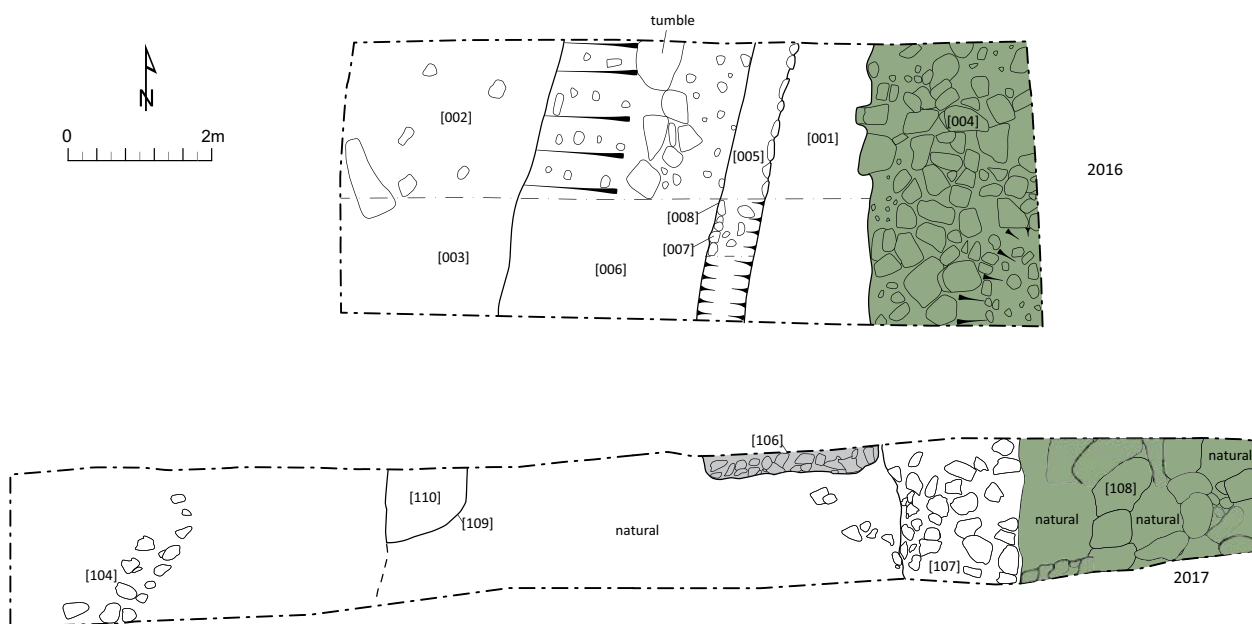 tumble
N
0 2m
[002]
[004]
[001]
[005]
2016
[008]
[007]
[003]
[006]
[106]
natural
[110]
[108]
[109]
natural
natural
natural
[107]
[104]
2017